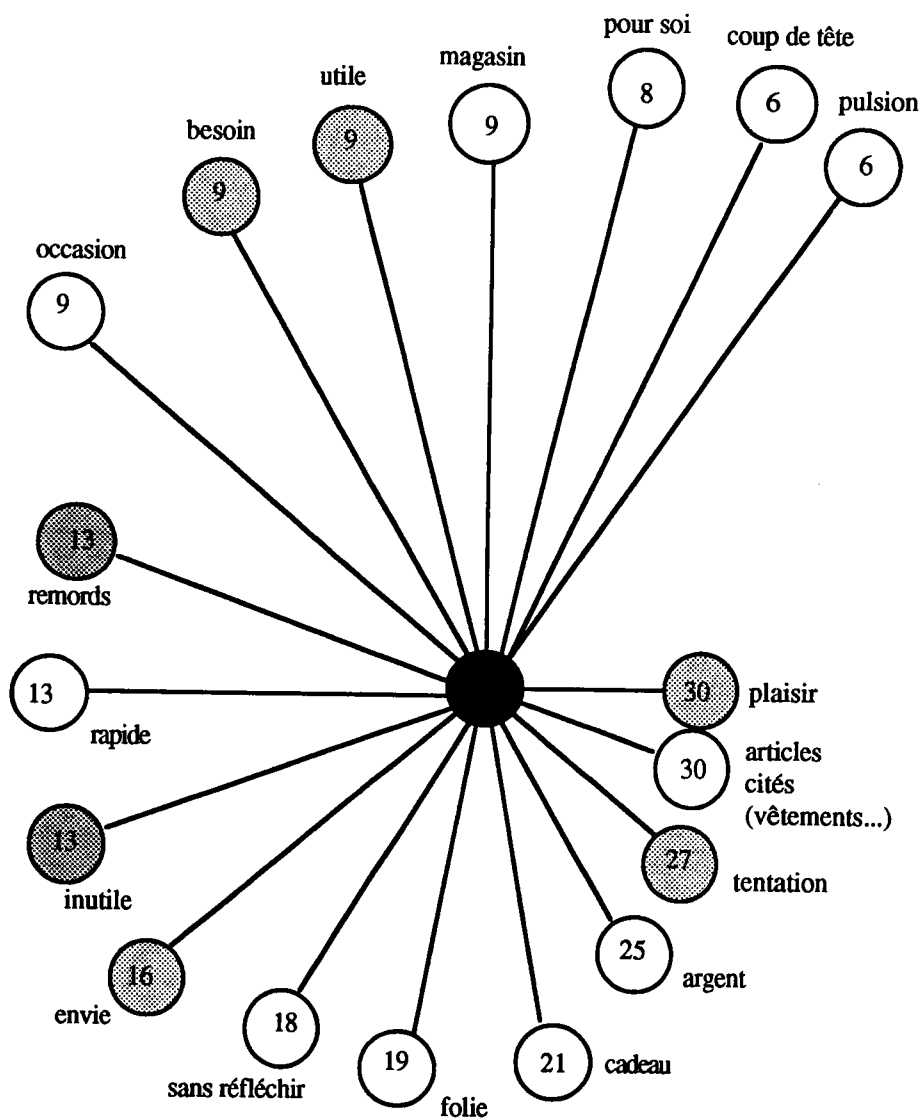 pour soi
8
coup de tête
6
pulsion
6
magasin
9
utile
9
besoin
9
occasion
9
13
remords
13
rapide
13
inutile
16
envie
18
sans réfléchir
19
folie
21
cadeau
25
argent
27
tentation
30
articles
cités
(vêtements...)
30
plaisir